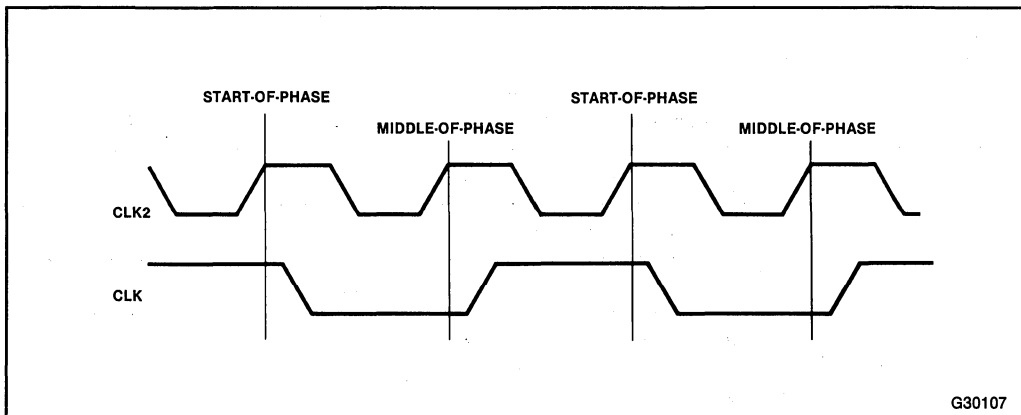 START-OF-PHASE
START-OF-PHASE
MIDDLE-OF-PHASE
MIDDLE-OF-PHASE
CLK2
CLK
G30107